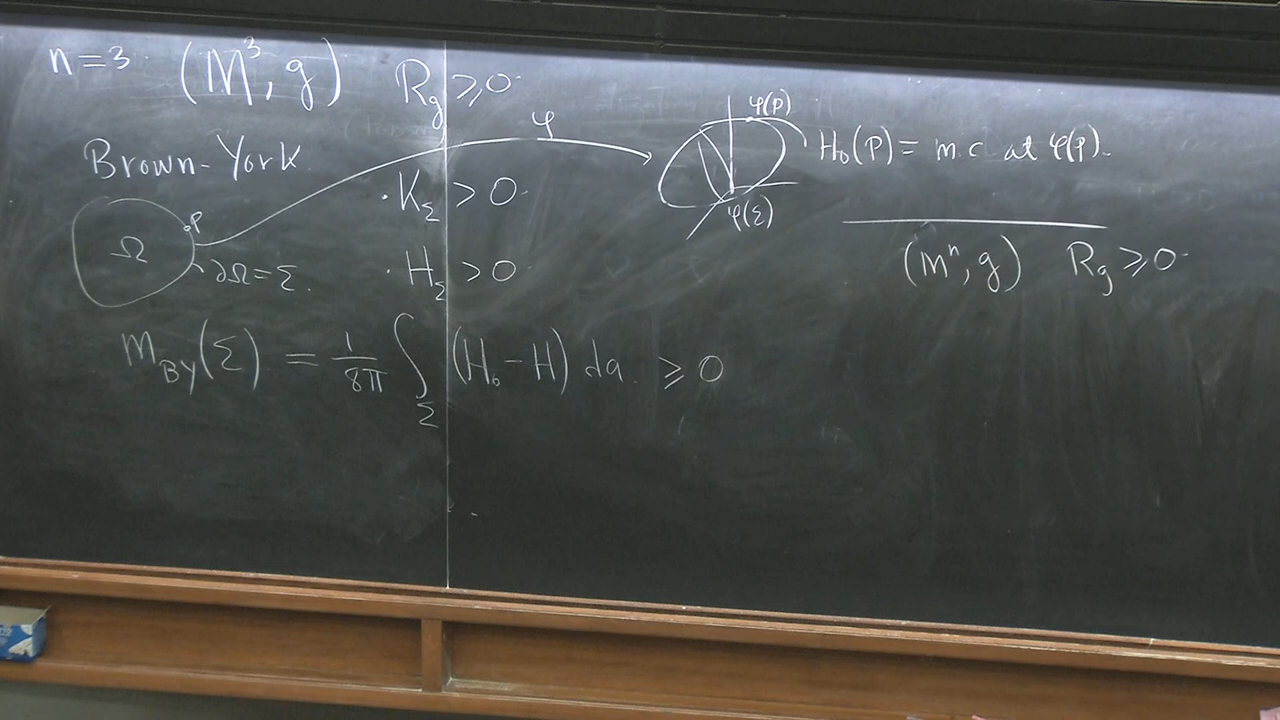 n=3 (M³, g) R_g ≥ 0
Brown-York
Ω
P
∂Ω=Σ.
φ
· K_Σ > 0
· H_Σ > 0
φ(p)
φ(Σ)
H₀(P) = m.c at φ(p).
(Mⁿ, g) R_g ≥ 0
m_BY(Σ) = 1/8π ∫_Σ (H₀ - H) da ≥ 0